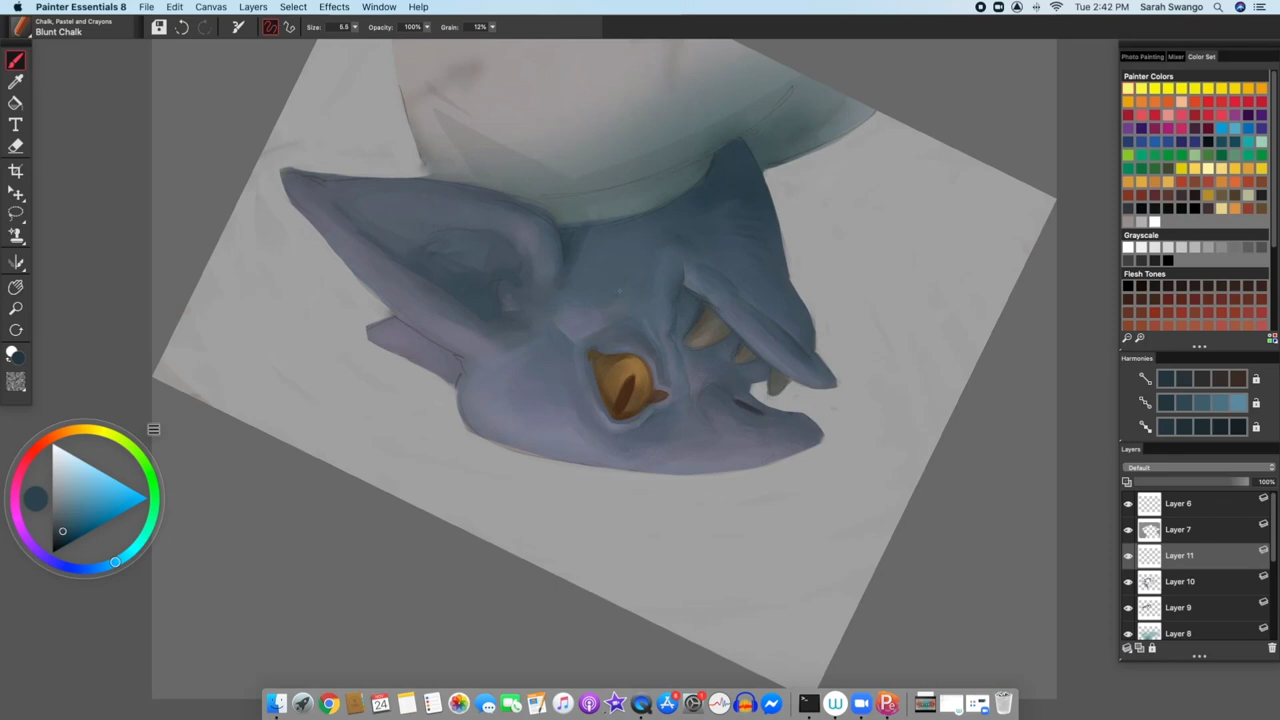 Painter Essentials 8 File Edit Canvas Layers Select Effects Window Help Tue 2:42 PM Sarah Swango
Chalk, Pastel and Crayons
Blunt Chalk
Size: 5.5 Opacity: 100% Grain: 12%
Photo Painting Mixer Color Set
Painter Colors
Grayscale
Flesh Tones
Harmonies
Layers
Default
100%
Layer 6
Layer 7
Layer 11
Layer 10
Layer 9
Layer 8